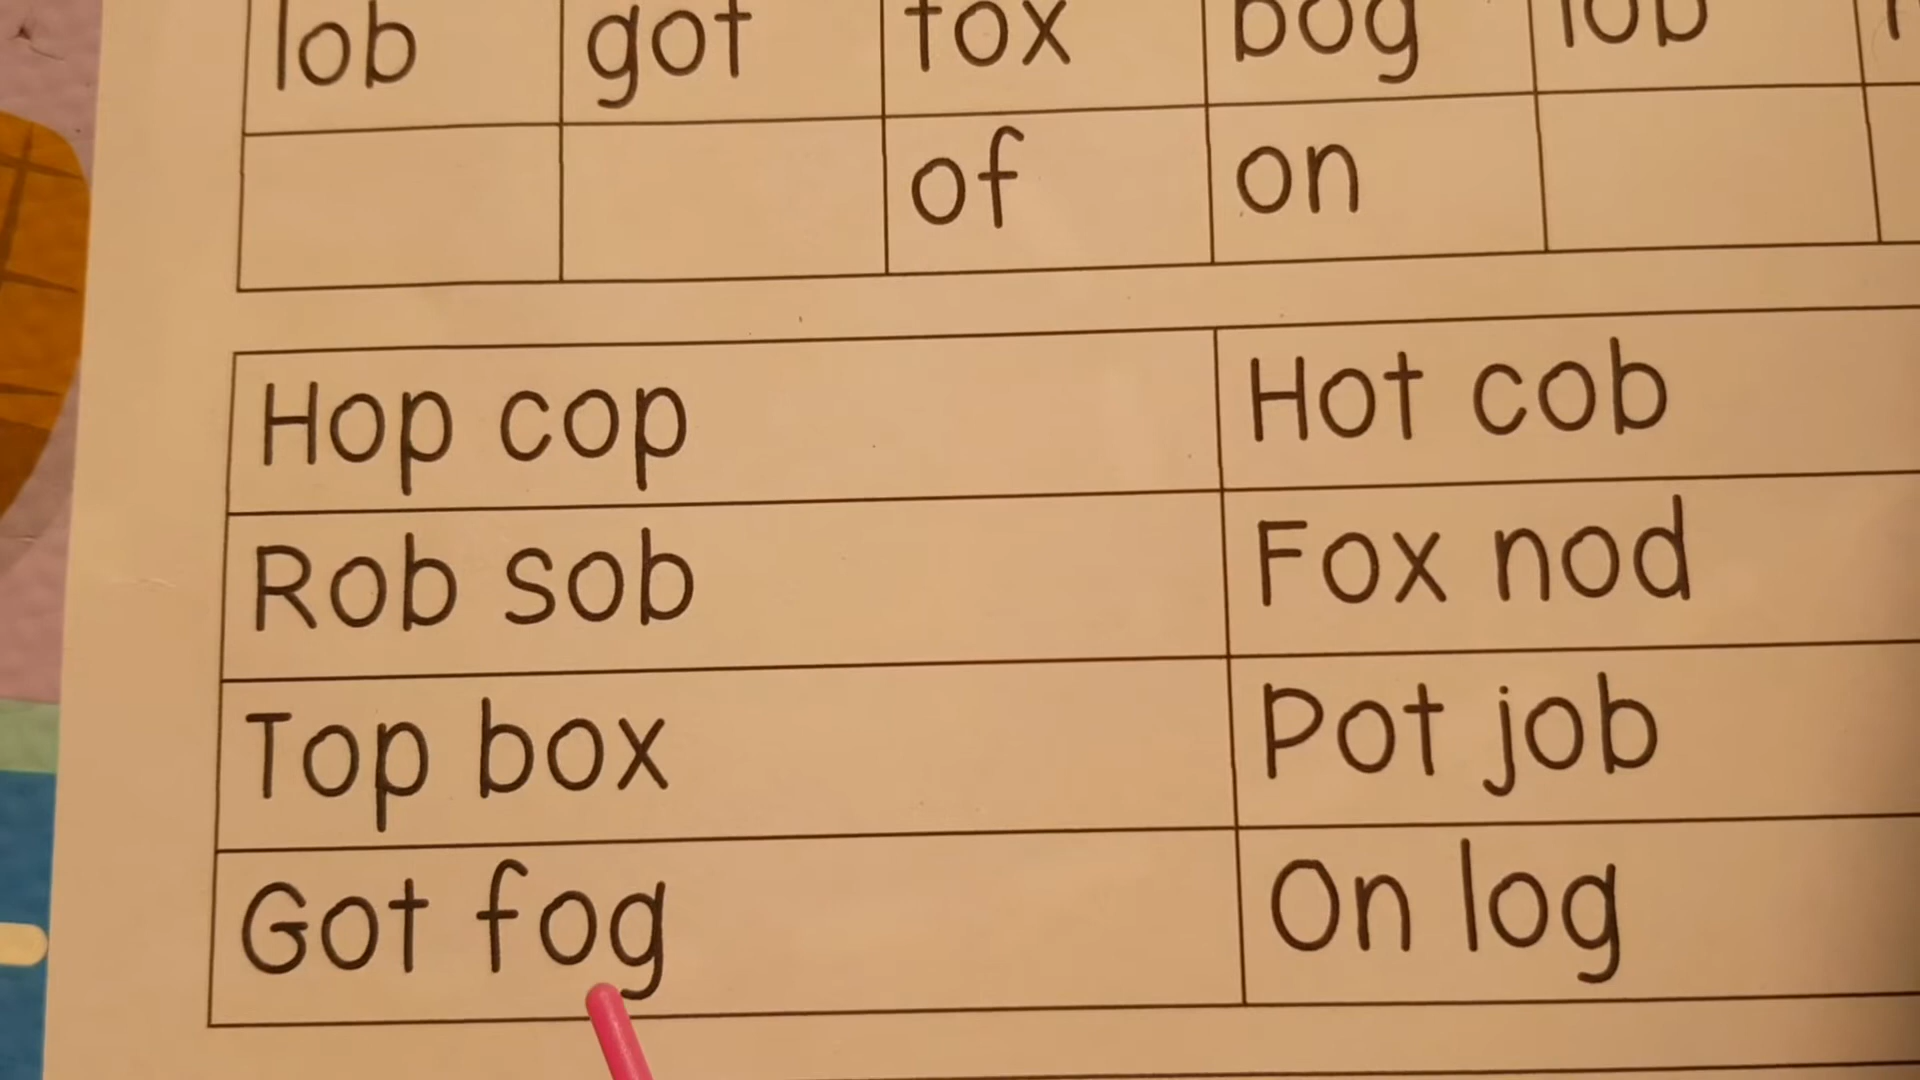 lob got fox bog
of on
Hop cop Hot cob
Rob sob Fox nod
Top box Pot job
Got fog On log